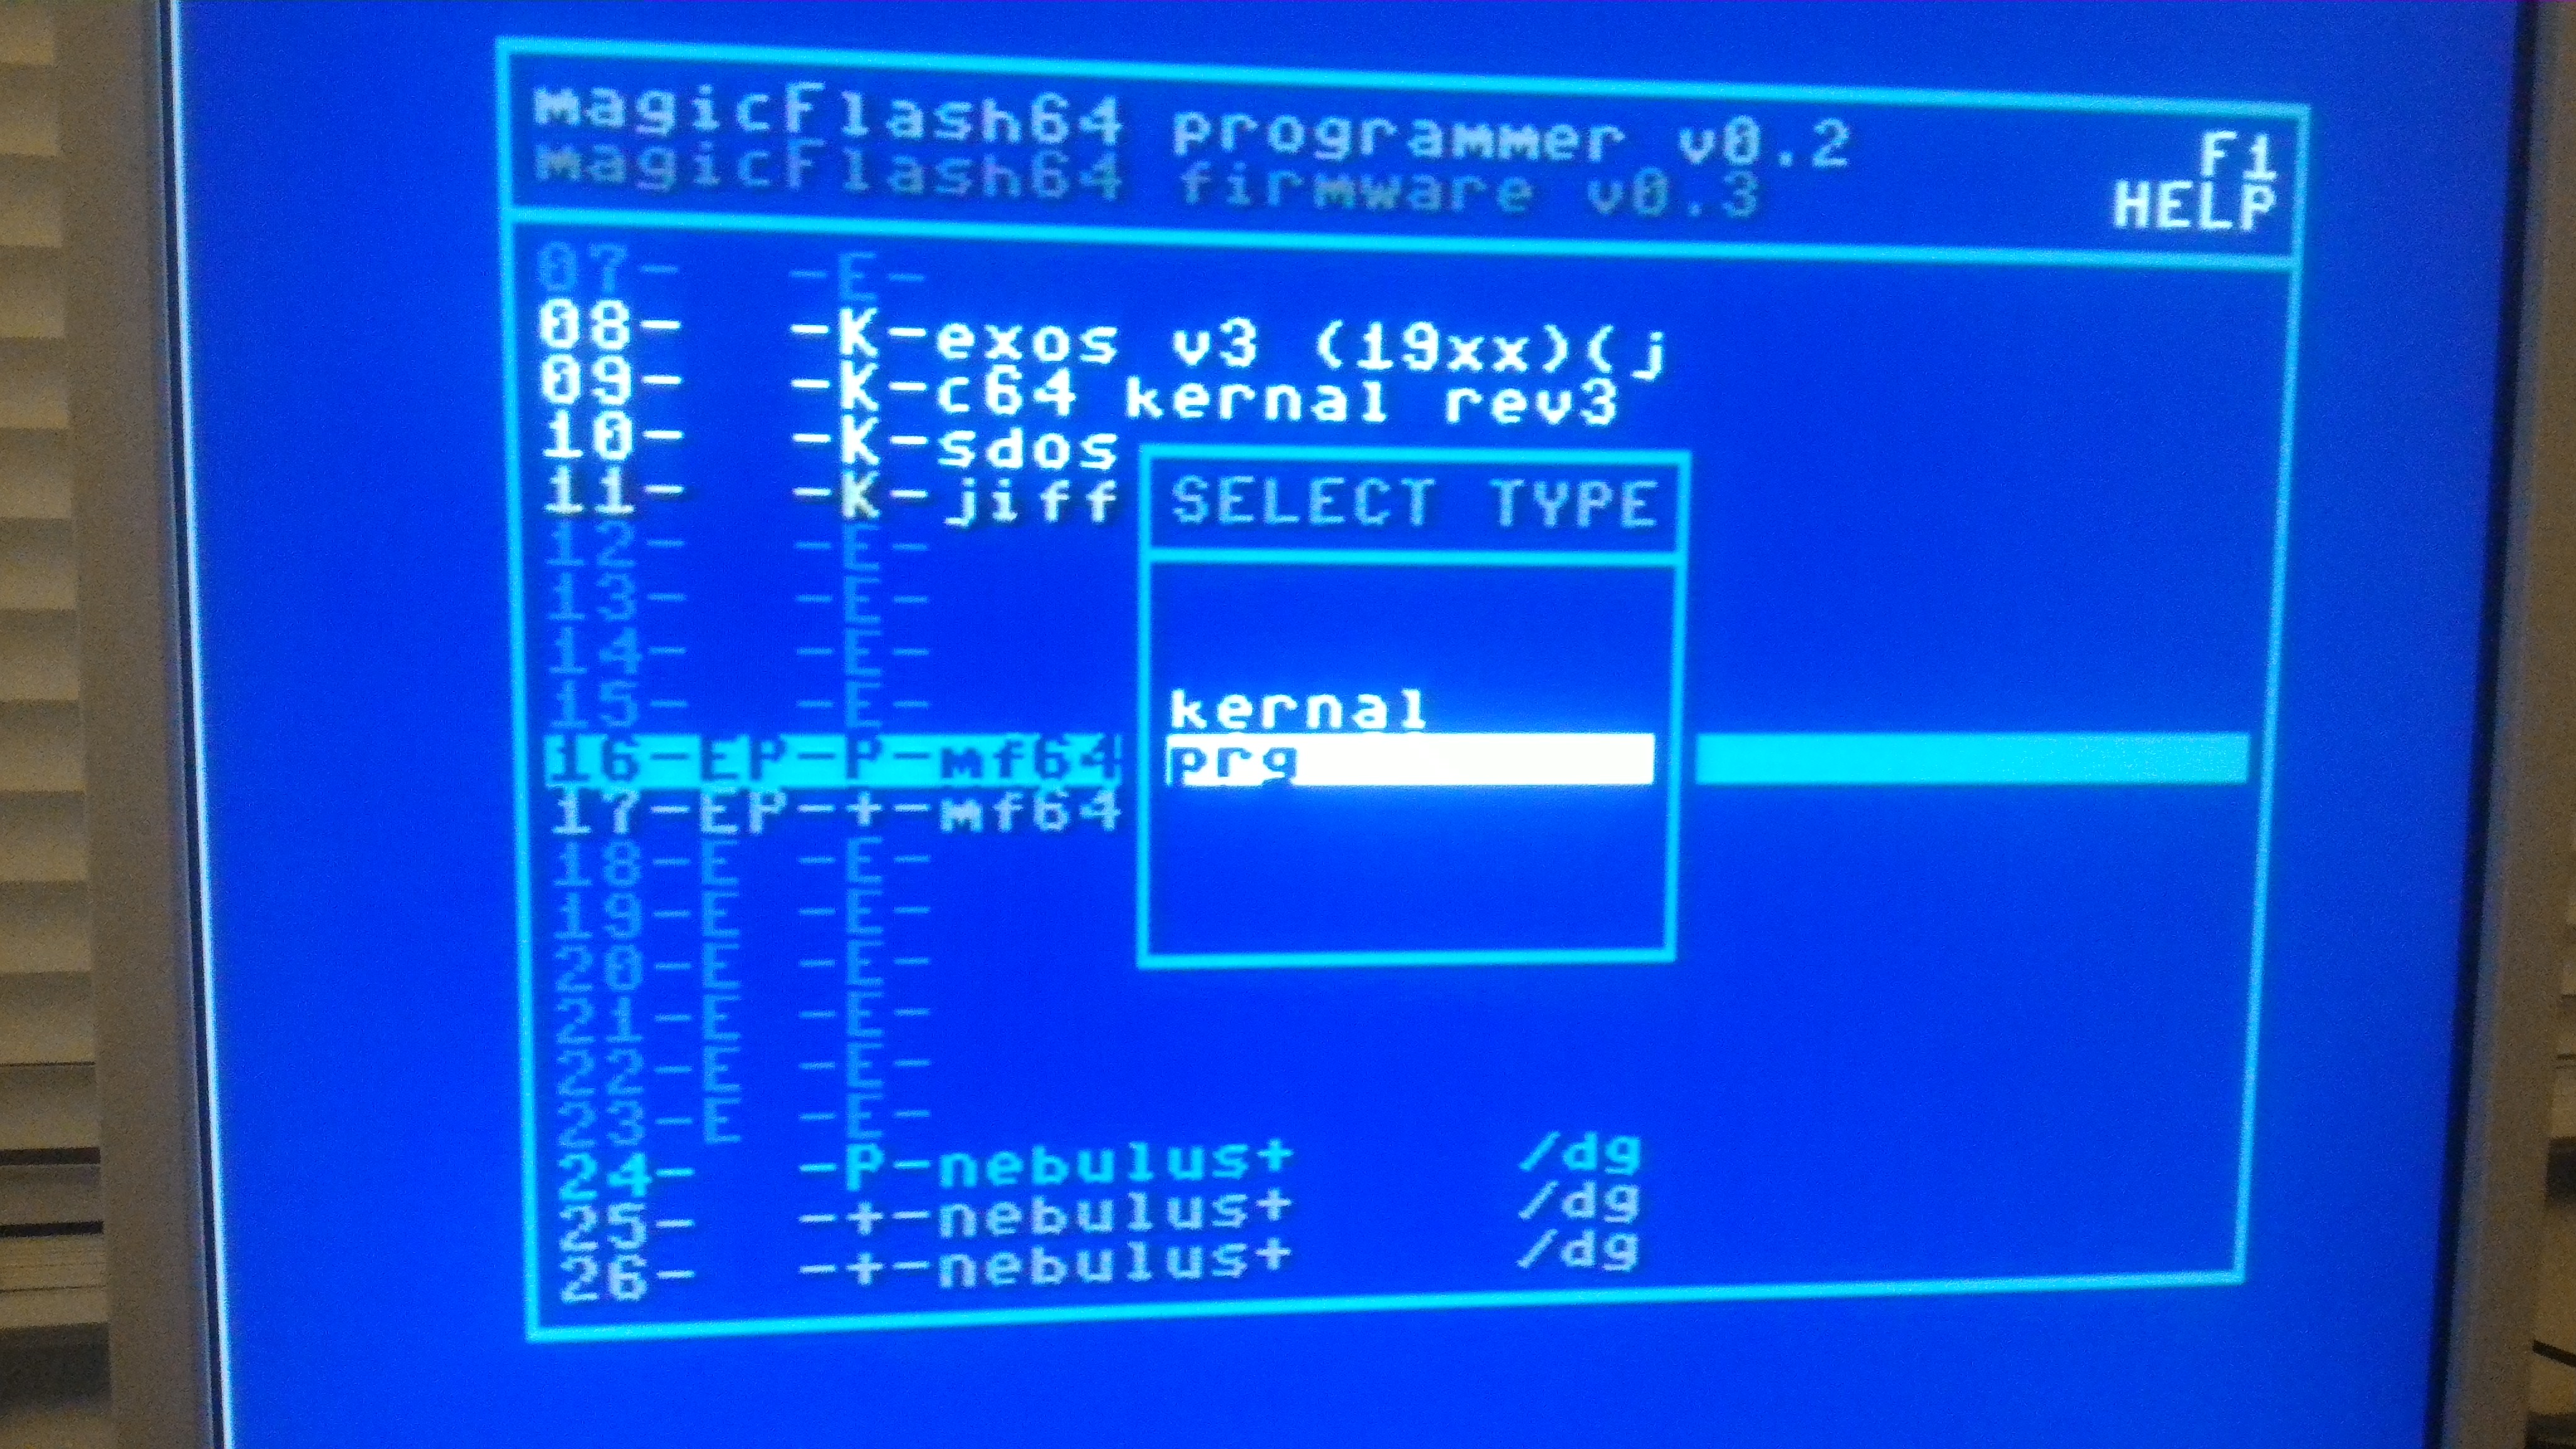 magicFlash64 programmer v0.2
magicFlash64 firmware v0.3
F1
HELP
07-   -E-
08-   -K-exos v3 (19xx)(j
09-   -K-c64 kernal rev3
10-   -K-sdos
11-   -K-jiff
SELECT TYPE
12-   -E-
13-   -E-
14-   -E-
15-   -E-
kernal
16-EP-P-mf64
prg
17-EP-+-mf64
18-E  -E-
19-E  -E-
20-E  -E-
21-E  -E-
22-E  -E-
23-E  -E-
24-   -P-nebulus+    /dg
25-   -+-nebulus+    /dg
26-   -+-nebulus+    /dg